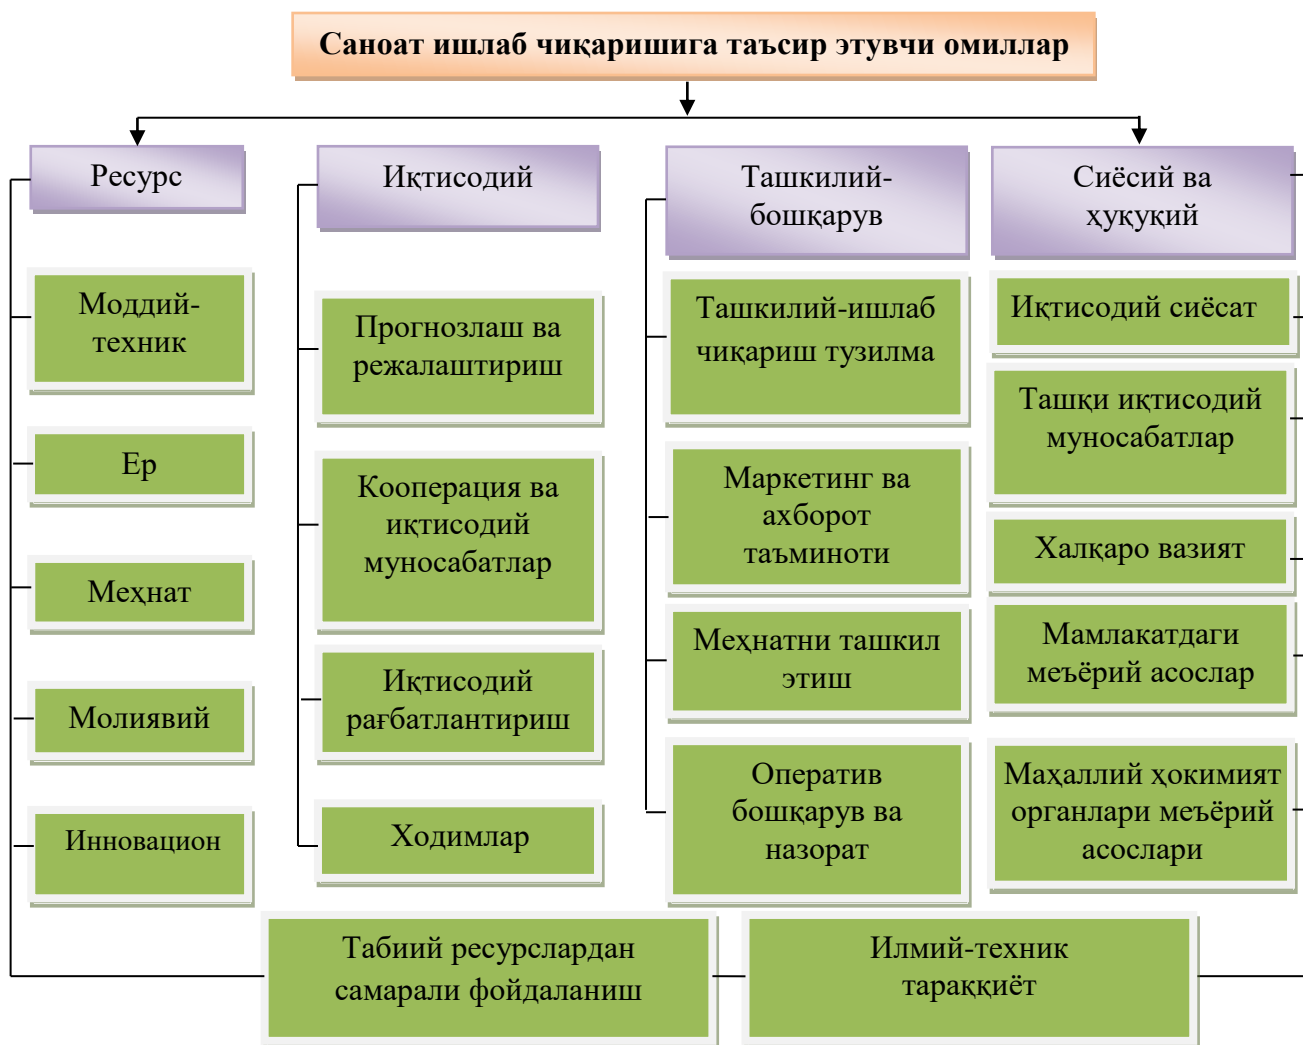 Саноат ишлаб чиқаришига таъсир этувчи омиллар
Ресурс
Моддий-
техник
Ер
Меҳнат
Молиявий
Инновацион
Иқтисодий
Прогнозлаш ва
режалаштириш
Кооперация ва
иқтисодий
муносабатлар
Иқтисодий
рағбатлантириш
Ходимлар
Ташкилий-
бошқарув
Ташкилий-ишлаб
чиқариш тузилма
Маркетинг ва
ахборот
таъминоти
Меҳнатни ташкил
этиш
Оператив
бошқарув ва
назорат
Сиёсий ва
ҳуқуқий
Иқтисодий сиёсат
Ташқи иқтисодий
муносабатлар
Халқаро вазият
Мамлакатдаги
меъёрий асослар
Маҳаллий ҳокимият
органлари меъёрий
асослари
Табиий ресурслардан
самарали фойдаланиш
Илмий-техник
тараққиёт